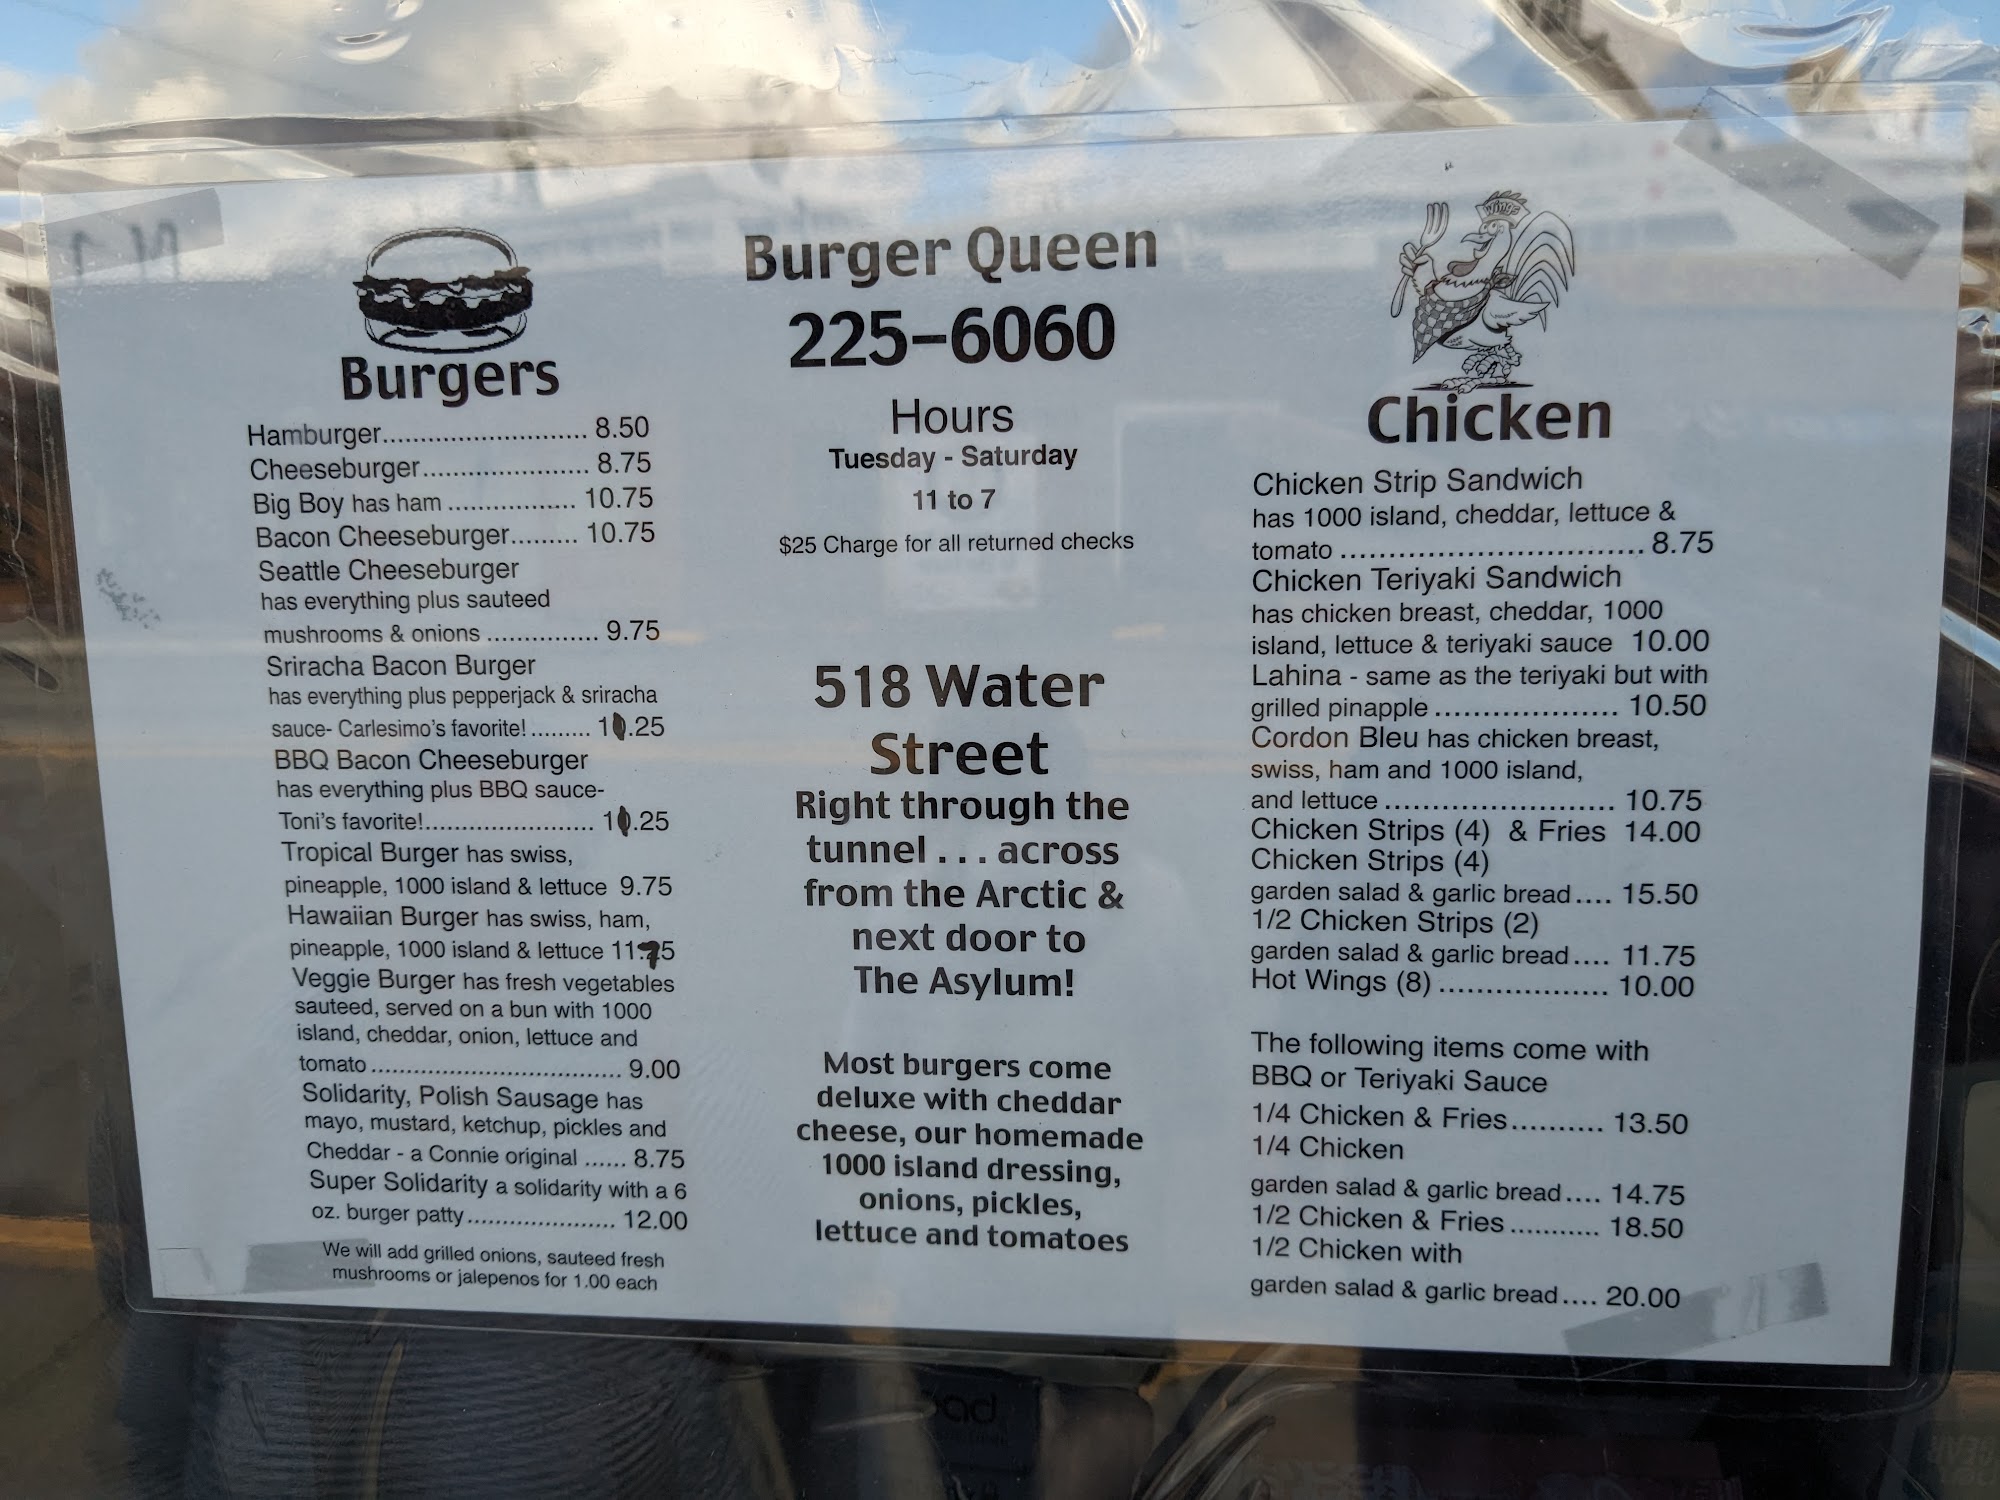 Burgers
Hamburger........................... 8.50
Cheeseburger...................... 8.75
Big Boy has ham ................. 10.75
Bacon Cheeseburger......... 10.75
Seattle Cheeseburger
has everything plus sauteed
mushrooms & onions ............... 9.75
Sriracha Bacon Burger
has everything plus pepperjack & sriracha
sauce- Carlesimo's favorite! ......... 10.25
BBQ Bacon Cheeseburger
has everything plus BBQ sauce-
Toni's favorite!......................... 10.25
Tropical Burger has swiss,
pineapple, 1000 island & lettuce 9.75
Hawaiian Burger has swiss, ham,
pineapple, 1000 island & lettuce 11.75
Veggie Burger has fresh vegetables
sauteed, served on a bun with 1000
island, cheddar, onion, lettuce and
tomato .................................. 9.00
Solidarity, Polish Sausage has
mayo, mustard, ketchup, pickles and
Cheddar - a Connie original ...... 8.75
Super Solidarity a solidarity with a 6
oz. burger patty...................... 12.00
We will add grilled onions, sauteed fresh
mushrooms or jalepenos for 1.00 each
Burger Queen
225-6060
Hours
Tuesday - Saturday
11 to 7
$25 Charge for all returned checks
518 Water
Street
Right through the
tunnel . . . across
from the Arctic &
next door to
The Asylum!
Most burgers come
deluxe with cheddar
cheese, our homemade
1000 island dressing,
onions, pickles,
lettuce and tomatoes
Wings
Chicken
Chicken Strip Sandwich
has 1000 island, cheddar, lettuce &
tomato ................................ 8.75
Chicken Teriyaki Sandwich
has chicken breast, cheddar, 1000
island, lettuce & teriyaki sauce 10.00
Lahina - same as the teriyaki but with
grilled pinapple ................... 10.50
Cordon Bleu has chicken breast,
swiss, ham and 1000 island,
and lettuce ........................ 10.75
Chicken Strips (4) & Fries 14.00
Chicken Strips (4)
garden salad & garlic bread.... 15.50
1/2 Chicken Strips (2)
garden salad & garlic bread.... 11.75
Hot Wings (8) .................. 10.00
The following items come with
BBQ or Teriyaki Sauce
1/4 Chicken & Fries.......... 13.50
1/4 Chicken
garden salad & garlic bread.... 14.75
1/2 Chicken & Fries........... 18.50
1/2 Chicken with
garden salad & garlic bread.... 20.00